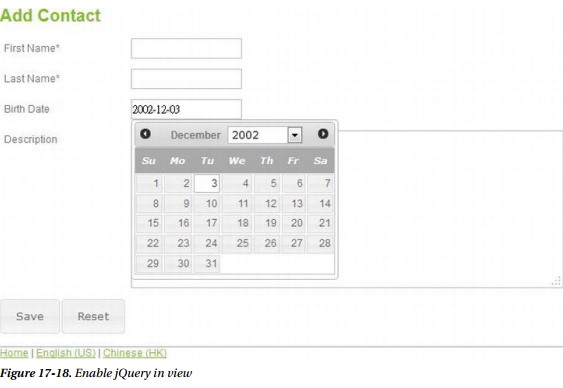 Add Contact
First Name*
Last Name*
Birth Date 2002-12-03
Description
December 2002
Su Mo Tu We Th Fr Sa
1 2 3 4 5 6 7
8 9 10 11 12 13 14
15 16 17 18 19 20 21
22 23 24 25 26 27 28
29 30 31
Save Reset
Home | English (US) | Chinese (HK)
Figure 17-18. Enable jQuery in view